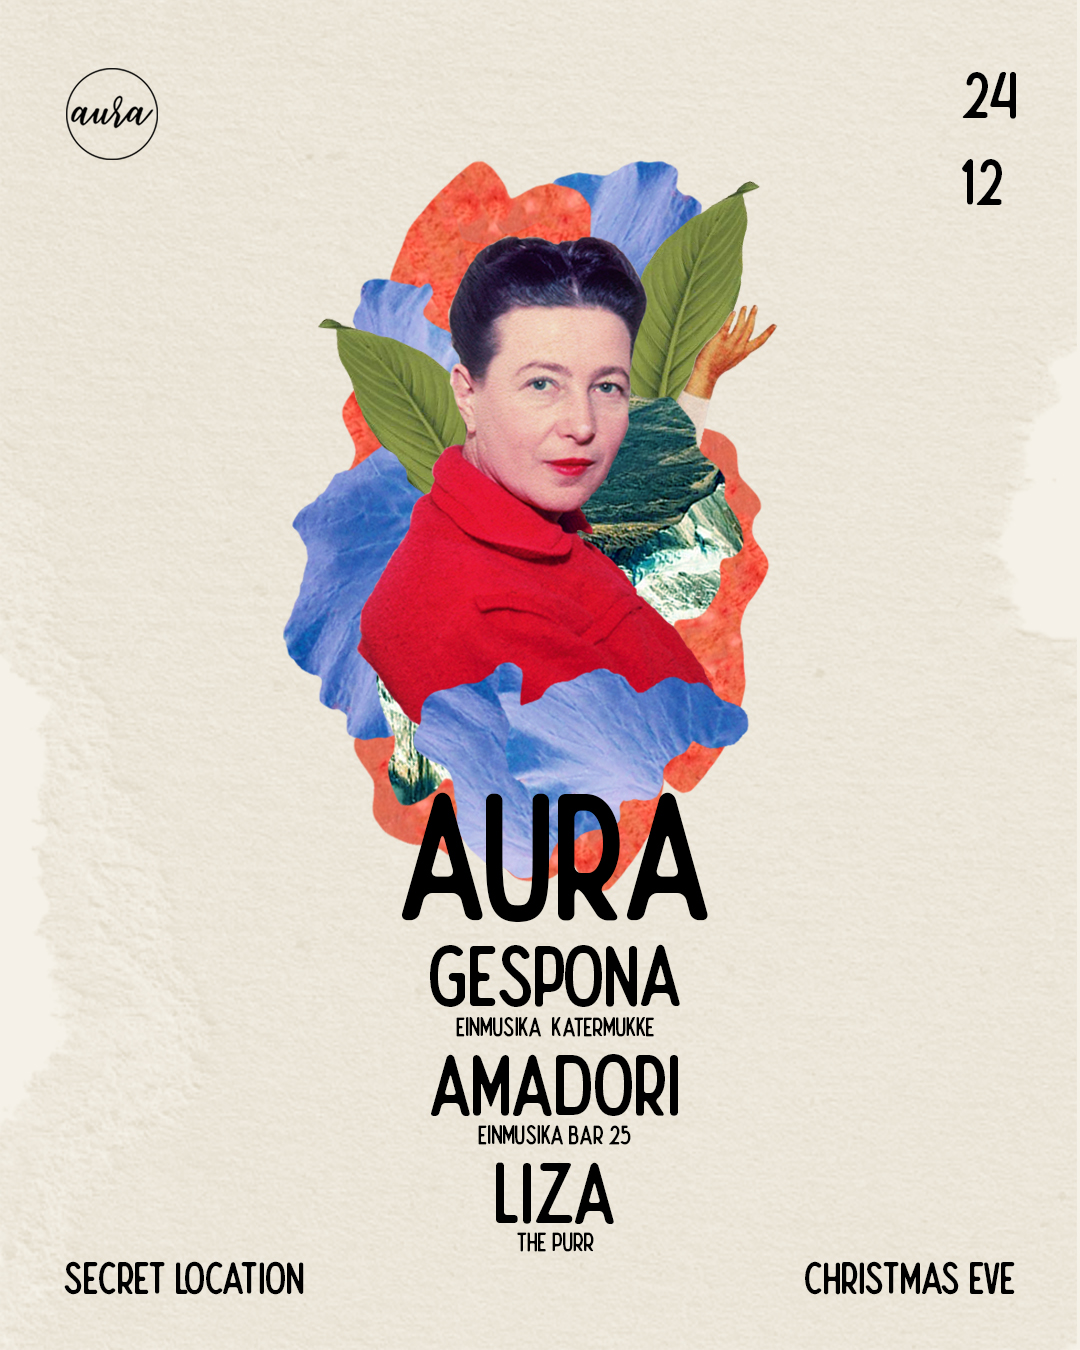 aura
24
12
AURA
GESPONA
EINMUSIKA KATERMUKKE
AMADORI
EINMUSIKA BAR 25
LIZA
THE PURR
SECRET LOCATION
CHRISTMAS EVE